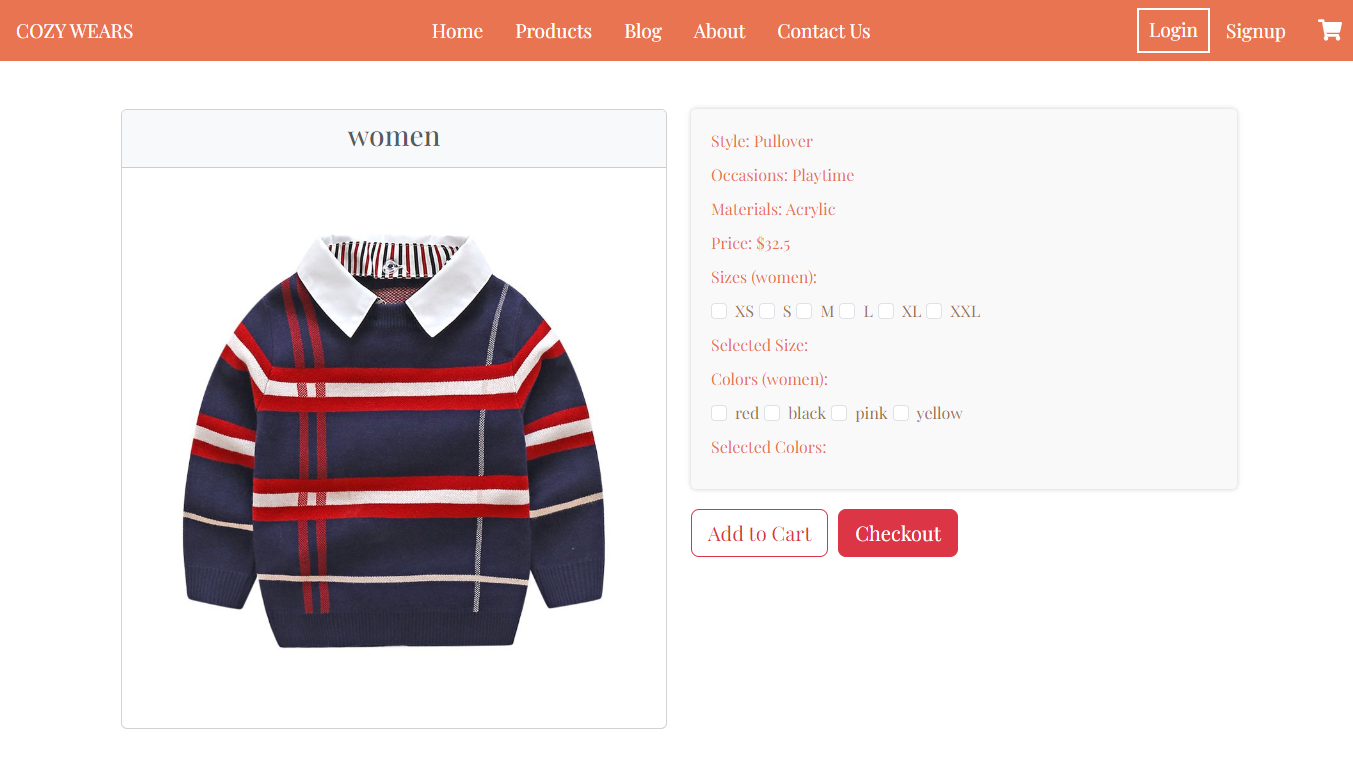 COZY WEARS Home Products Blog About Contact Us Login Signup
women
Style: Pullover
Occasions: Playtime
Materials: Acrylic
Price: $32.5
Sizes (women):
XS S M L XL XXL
Selected Size:
Colors (women):
red black pink yellow
Selected Colors:
Add to Cart Checkout